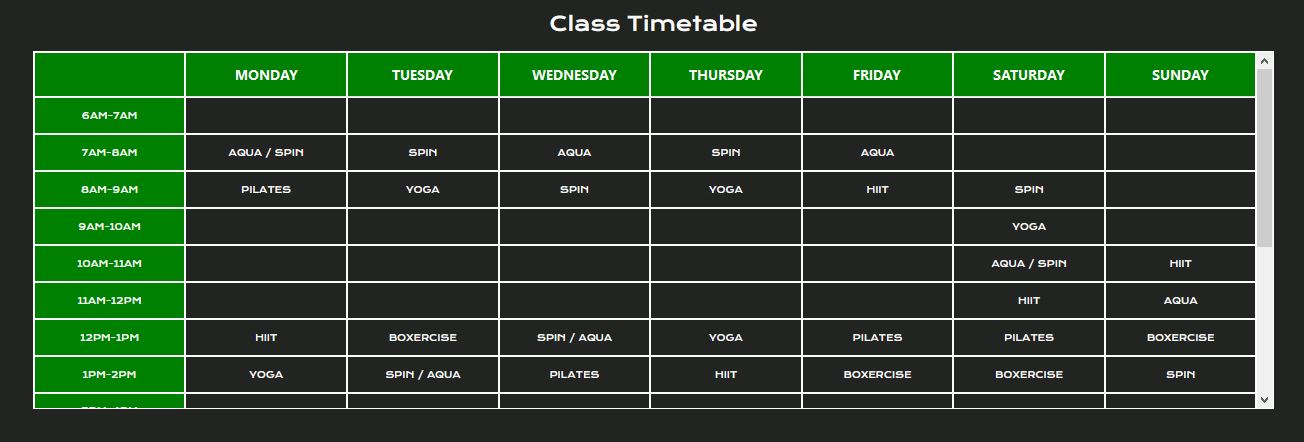 Class Timetable
MONDAY TUESDAY WEDNESDAY THURSDAY FRIDAY SATURDAY SUNDAY
6AM-7AM
7AM-8AM AQUA / SPIN SPIN AQUA SPIN AQUA
8AM-9AM PILATES YOGA SPIN YOGA HIIT SPIN
9AM-10AM YOGA
10AM-11AM AQUA / SPIN HIIT
11AM-12PM HIIT AQUA
12PM-1PM HIIT BOXERCISE SPIN / AQUA YOGA PILATES PILATES BOXERCISE
1PM-2PM YOGA SPIN / AQUA PILATES HIIT BOXERCISE BOXERCISE SPIN